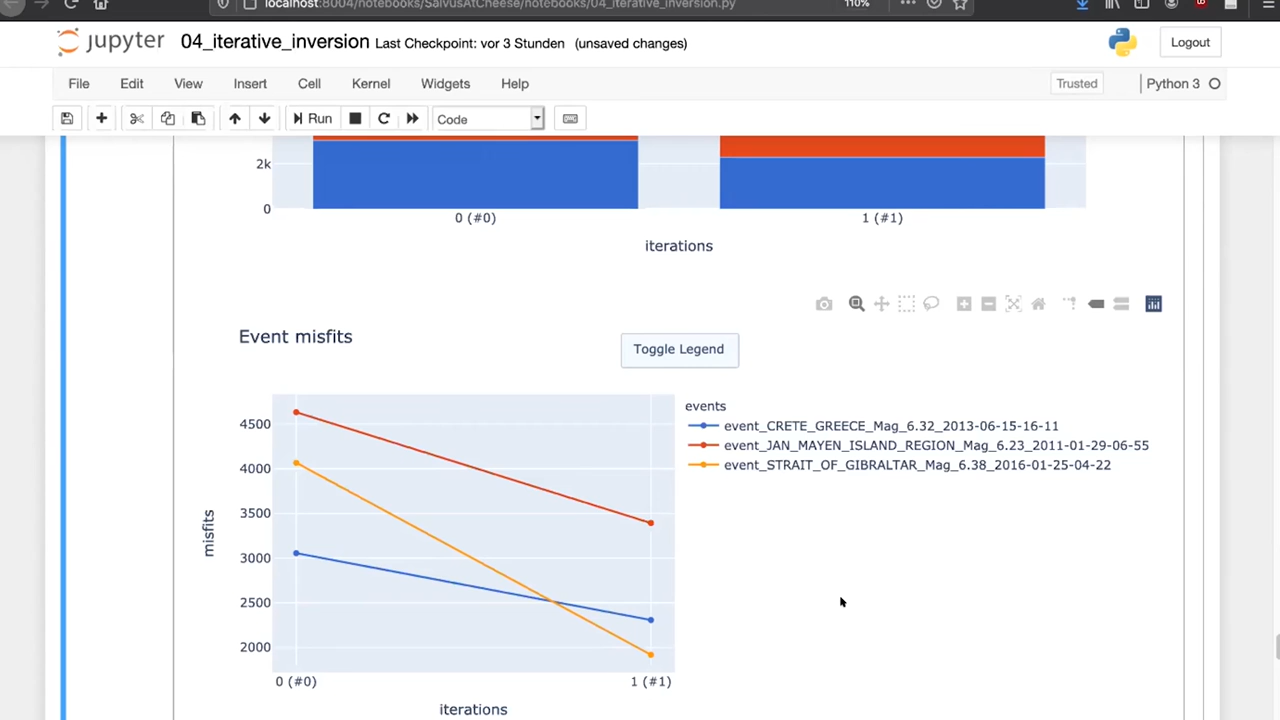 localhost:8004/notebooks/SalvusAtCheese/notebooks/04_iterative_inversion.py
110%
jupyter 04_iterative_inversion Last Checkpoint: vor 3 Stunden (unsaved changes)
Logout
File Edit View Insert Cell Kernel Widgets Help
Trusted Python 3
Run Code
2k
0
0 (#0) 1 (#1)
iterations
Event misfits
Toggle Legend
events
event_CRETE_GREECE_Mag_6.32_2013-06-15-16-11
event_JAN_MAYEN_ISLAND_REGION_Mag_6.23_2011-01-29-06-55
event_STRAIT_OF_GIBRALTAR_Mag_6.38_2016-01-25-04-22
4500
4000
3500
3000
2500
2000
misfits
0 (#0) 1 (#1)
iterations